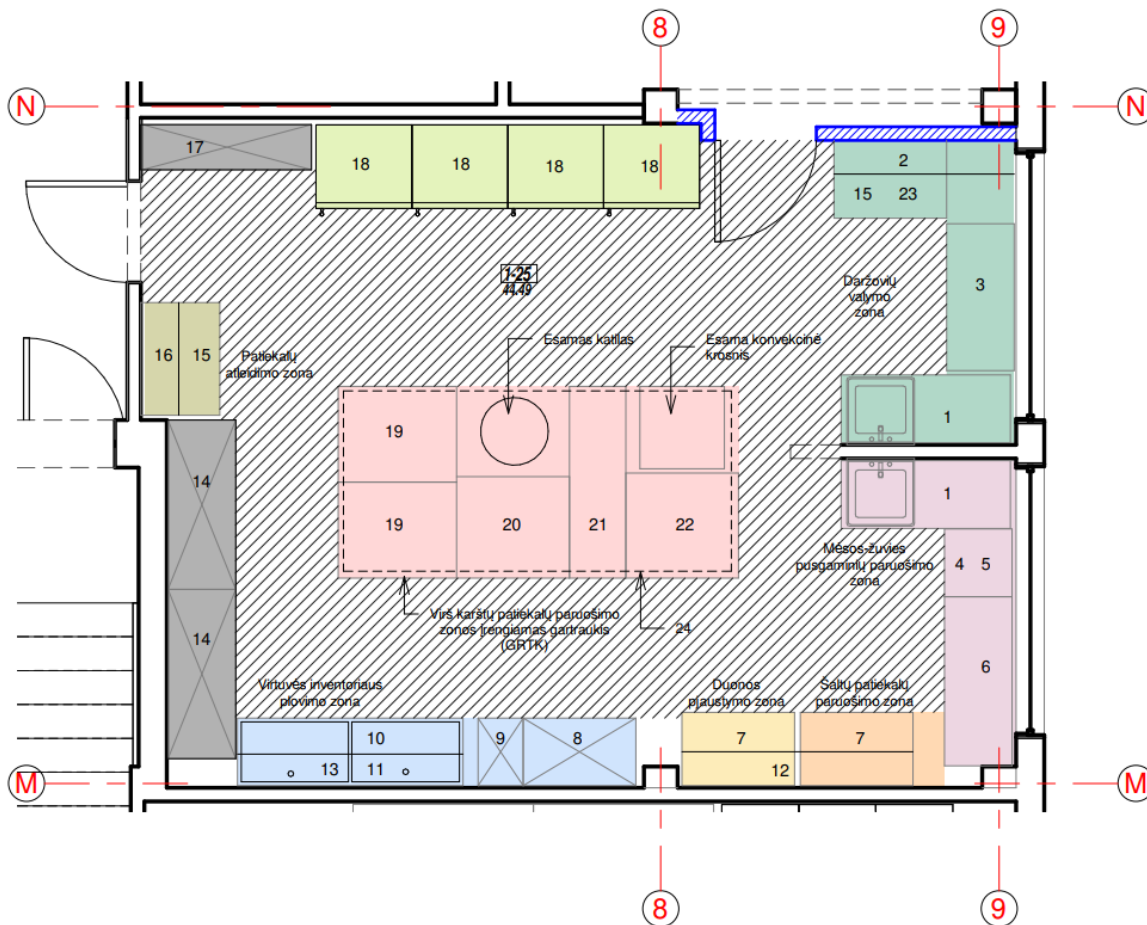 8
9
N
N
17
18
18
18
18
2
15 23
3
1-25
44.49
Daržovių
valymo
zona
Esamas katilas
Esama konvekcinė
krosnis
16
15
Patiekalų
atleidimo zona
19
1
14
1
19
20
21
22
Mėsos-žuvies
pusgaminių paruošimo
zona
4
5
Virš karštų patiekalų paruošimo
zonos įrengiamas gartraukis
(GRTK)
24
14
6
Virtuvės inventoriaus
plovimo zona
Duonos
pjaustymo zona
Šaltų patiekalų
paruošimo zona
10
9
8
7
7
13
11
12
M
M
8
9